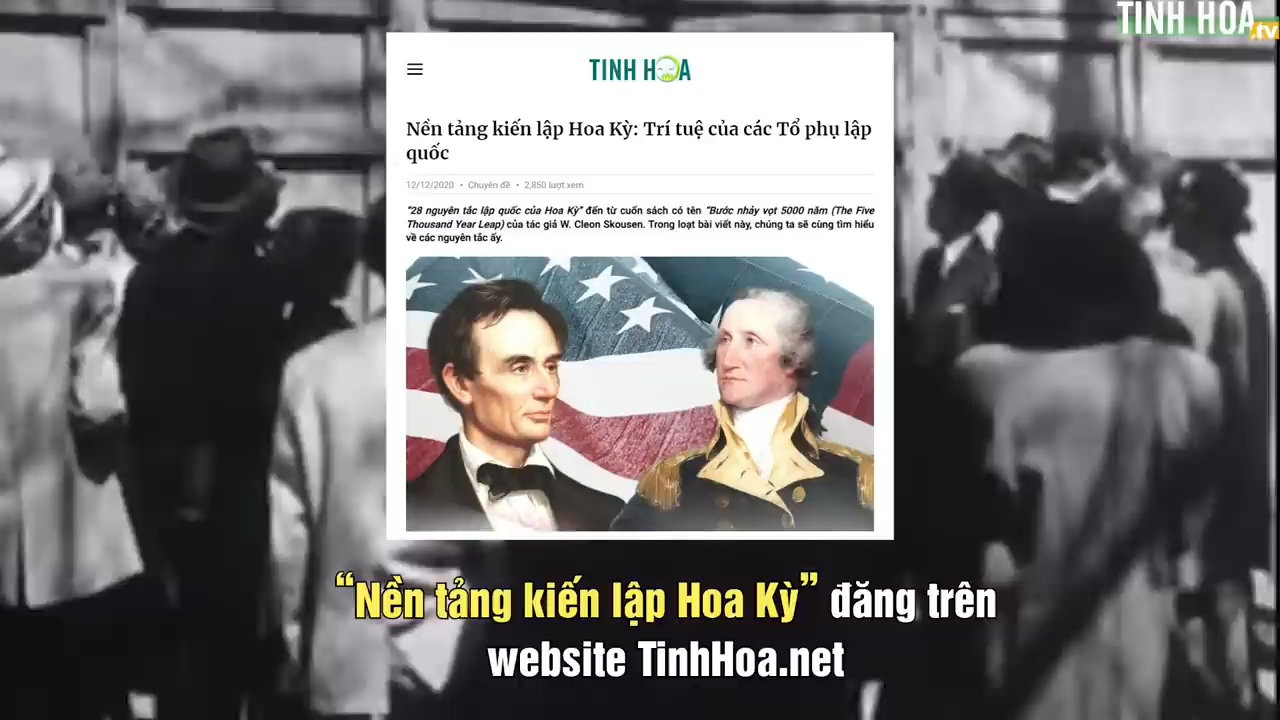 TINH HOA.tv
TINH HOA
Nền tảng kiến lập Hoa Kỳ: Trí tuệ của các Tổ phụ lập
quốc
12/12/2020 • Chuyên đề • 2,850 lượt xem
"28 nguyên tắc lập quốc của Hoa Kỳ" đến từ cuốn sách có tên "Bước nhảy vọt 5000 năm (The Five
Thousand Year Leap) của tác giả W. Cleon Skousen. Trong loạt bài viết này, chúng ta sẽ cùng tìm hiểu
về các nguyên tắc ấy.
“Nền tảng kiến lập Hoa Kỳ” đăng trên
website TinhHoa.net